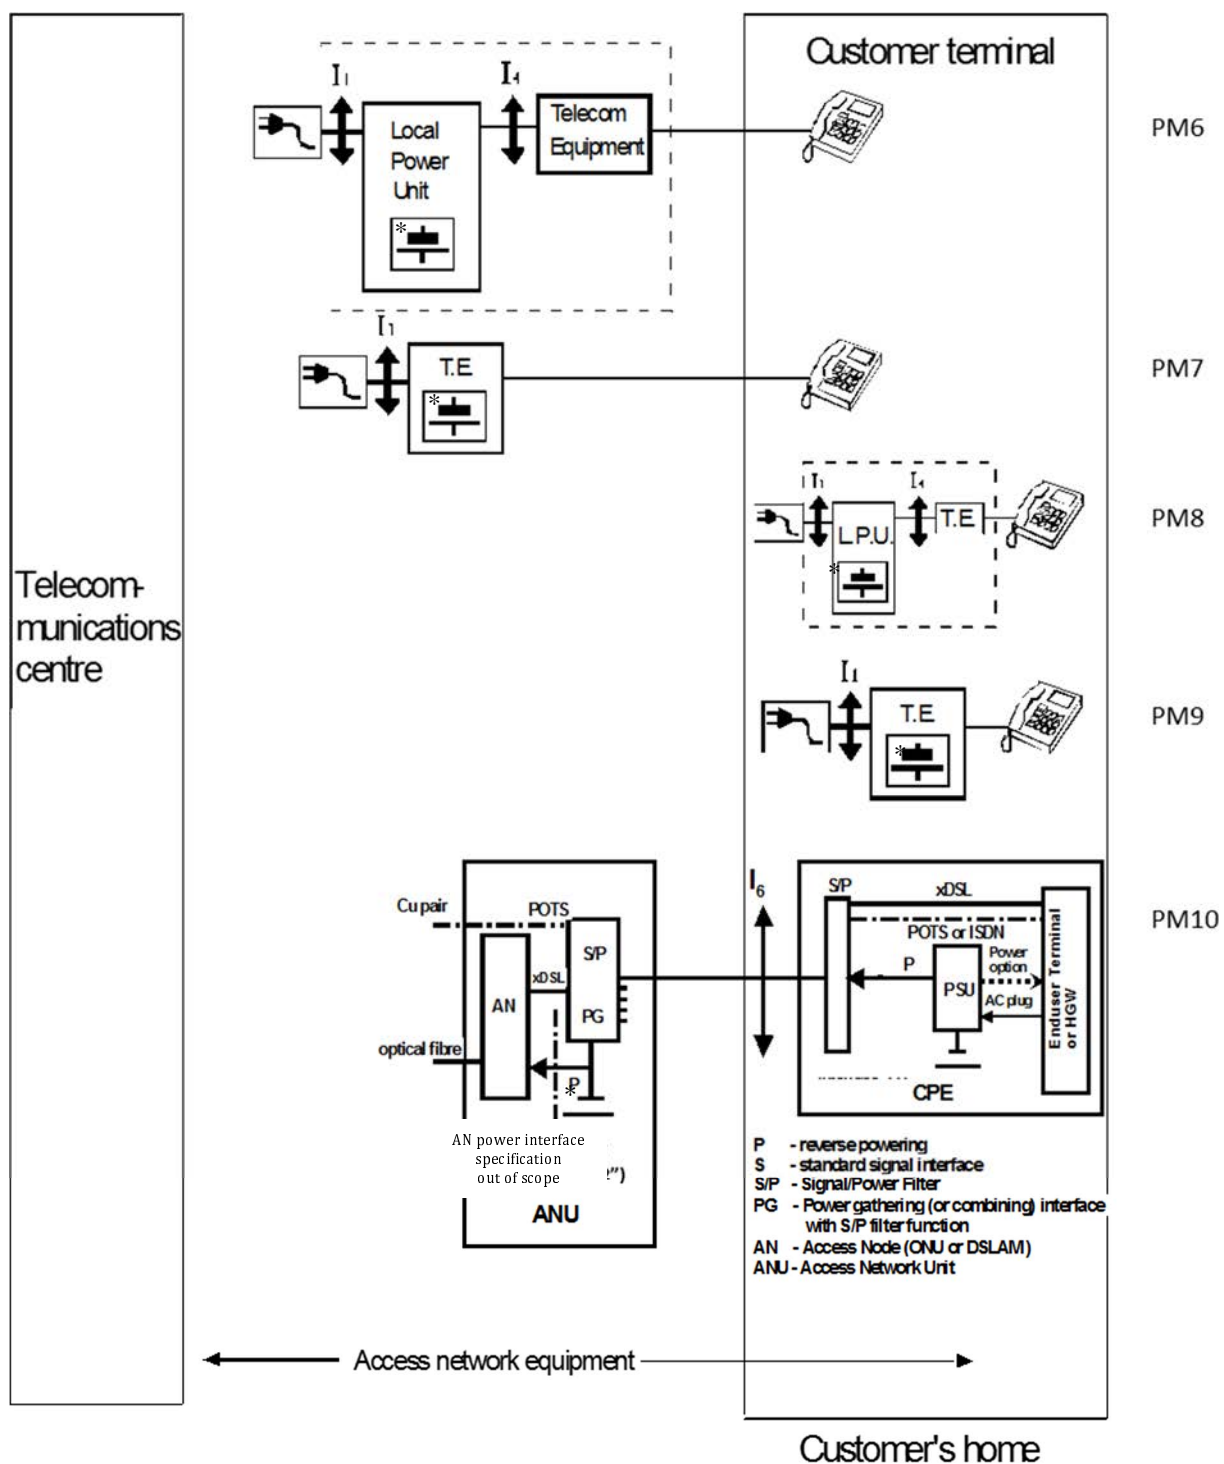 Customer terminal
I1
I4
Local
Power
Unit
*
Telecom
Equipment
PM6
I1
T.E.
*
PM7
I1
I4
L.P.U.
*
T.E.
PM8
Telecom-
munications
centre
I1
T.E.
*
PM9
Cu pair
POTS
S/P
xDSL
AN
PG
optical fibre
P
*
AN power interface
specification
out of scope
2")
ANU
I6
S/P
xDSL
POTS or ISDN
P
Power
option
PSU
AC plug
Enduser Terminal
or HGW
CPE
PM10
P - reverse powering
S - standard signal interface
S/P - Signal/Power Filter
PG - Power gathering (or combining) interface
with S/P filter function
AN - Access Node (ONU or DSLAM)
ANU - Access Network Unit
Access network equipment
Customer's home